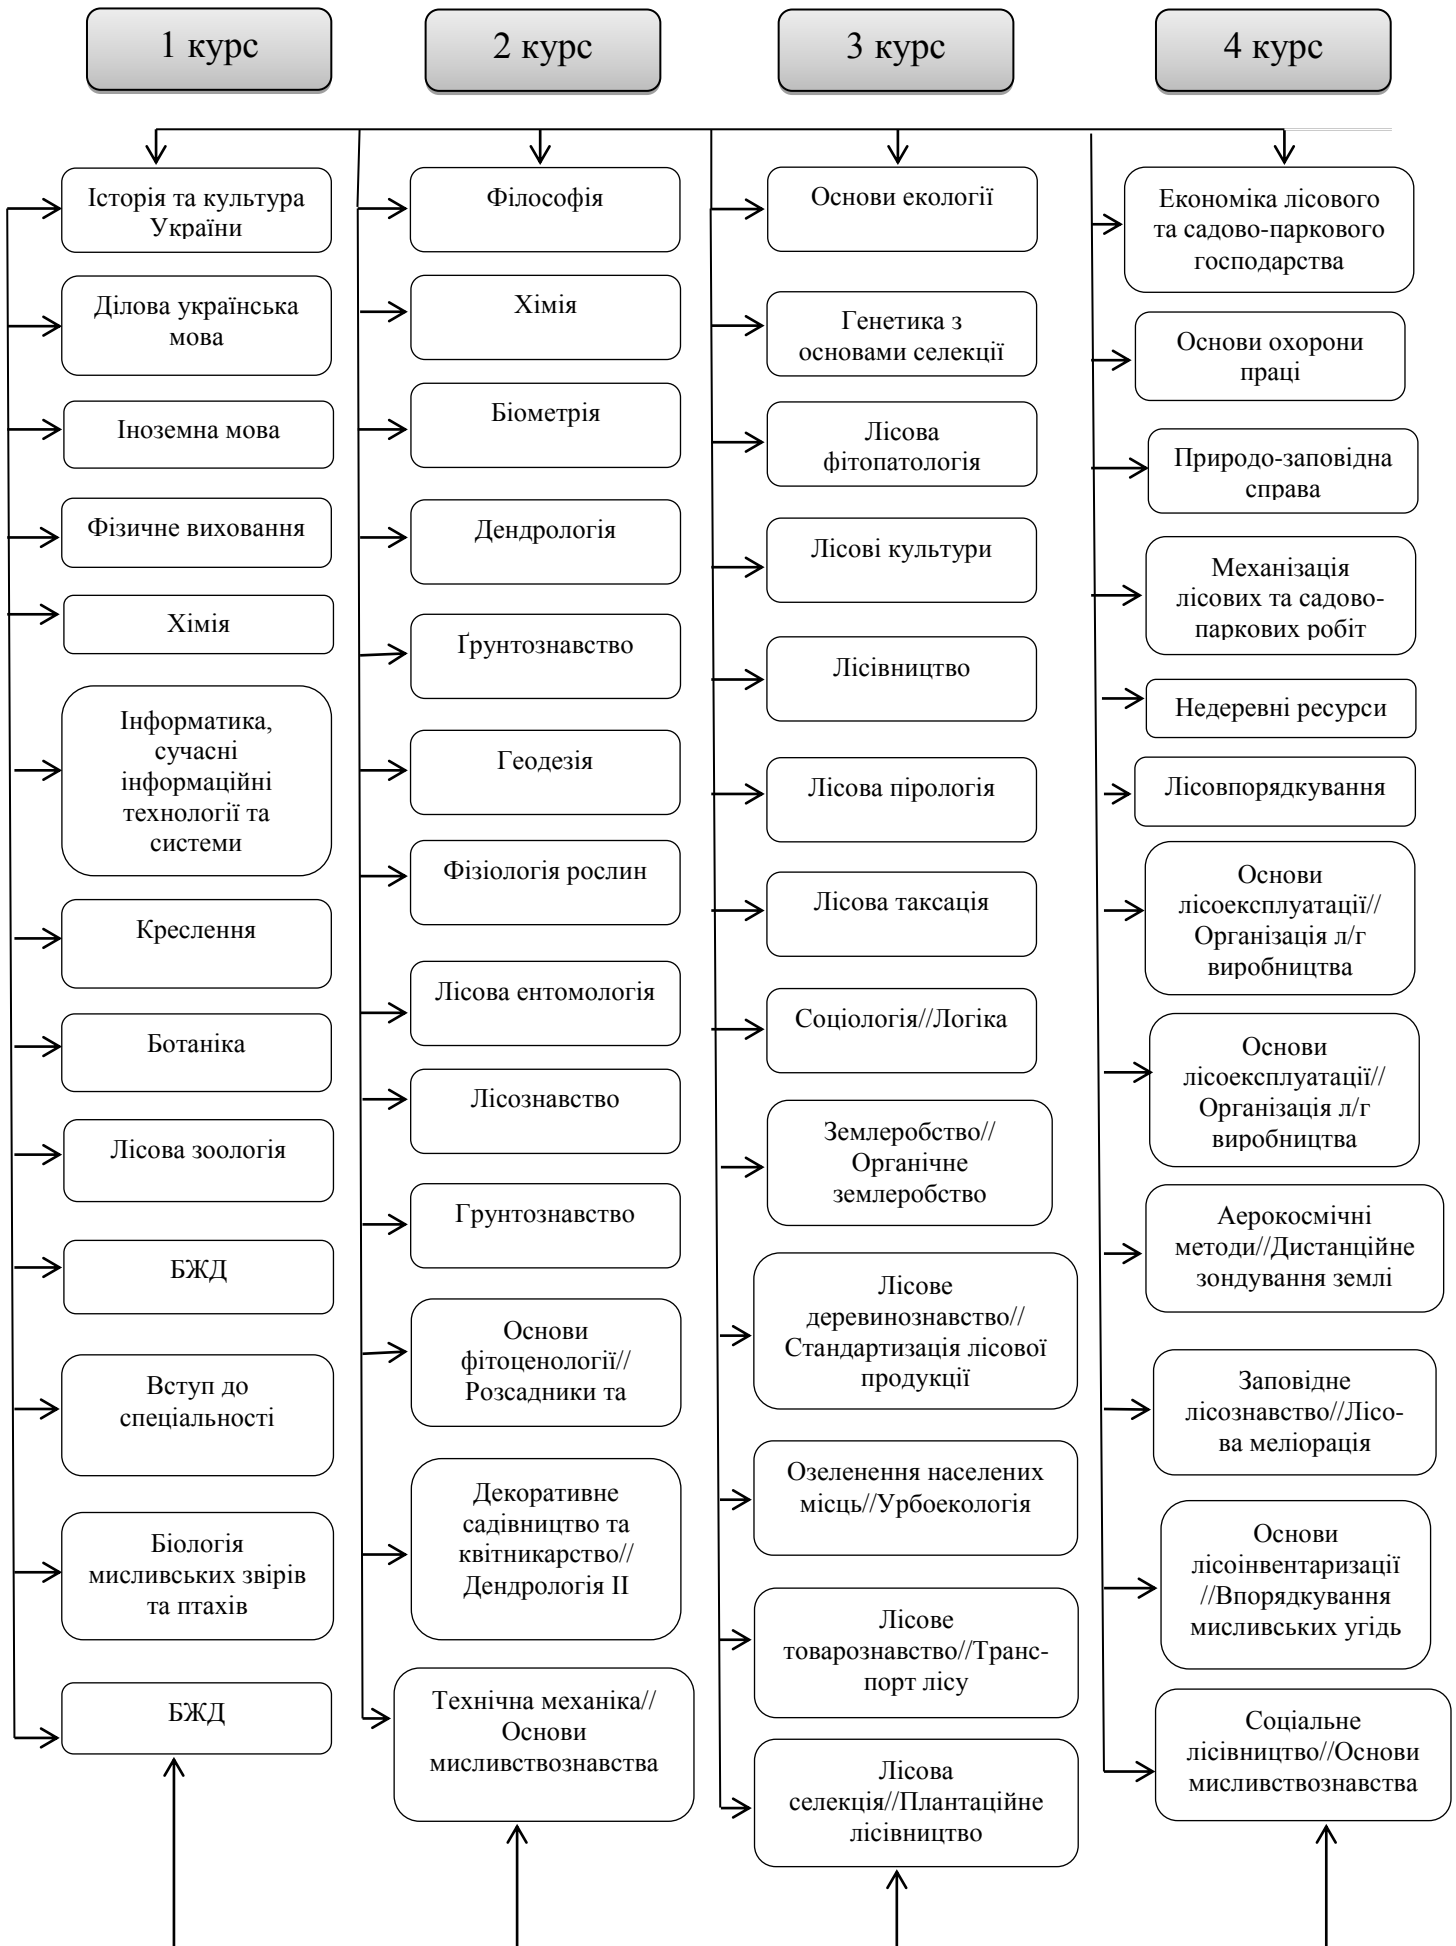 1 курс
2 курс
3 курс
4 курс
Історія та культура
України
Ділова українська
мова
Іноземна мова
Фізичне виховання
Хімія
Інформатика,
сучасні
інформаційні
технології та
системи
Креслення
Ботаніка
Лісова зоологія
БЖД
Вступ до
спеціальності
Біологія
мисливських звірів
та птахів
БЖД
Філософія
Хімія
Біометрія
Дендрологія
Ґрунтознавство
Геодезія
Фізіологія рослин
Лісова ентомологія
Лісознавство
Грунтознавство
Основи
фітоценології//
Розсадники та
Декоративне
садівництво та
квітникарство//
Дендрологія ІІ
Технічна механіка//
Основи
мисливствознавства
Основи екології
Генетика з
основами селекції
Лісова
фітопатологія
Лісові культури
Лісівництво
Лісова пірологія
Лісова таксація
Соціологія//Логіка
Землеробство//
Органічне
землеробство
Лісове
деревинознавство//
Стандартизація лісової
продукції
Озеленення населених
місць//Урбоекологія
Лісове
товарознавство//Транс-
порт лісу
Лісова
селекція//Плантаційне
лісівництво
Економіка лісового
та садово-паркового
господарства
Основи охорони
праці
Природо-заповідна
справа
Механізація
лісових та садово-
паркових робіт
Недеревні ресурси
Лісовпорядкування
Основи
лісоексплуатації//
Організація л/г
виробництва
Основи
лісоексплуатації//
Організація л/г
виробництва
Аерокосмічні
методи//Дистанційне
зондування землі
Заповідне
лісознавство//Лісо-
ва меліорація
Основи
лісоінвентаризації
//Впорядкування
мисливських угідь
Соціальне
лісівництво//Основи
мисливствознавства